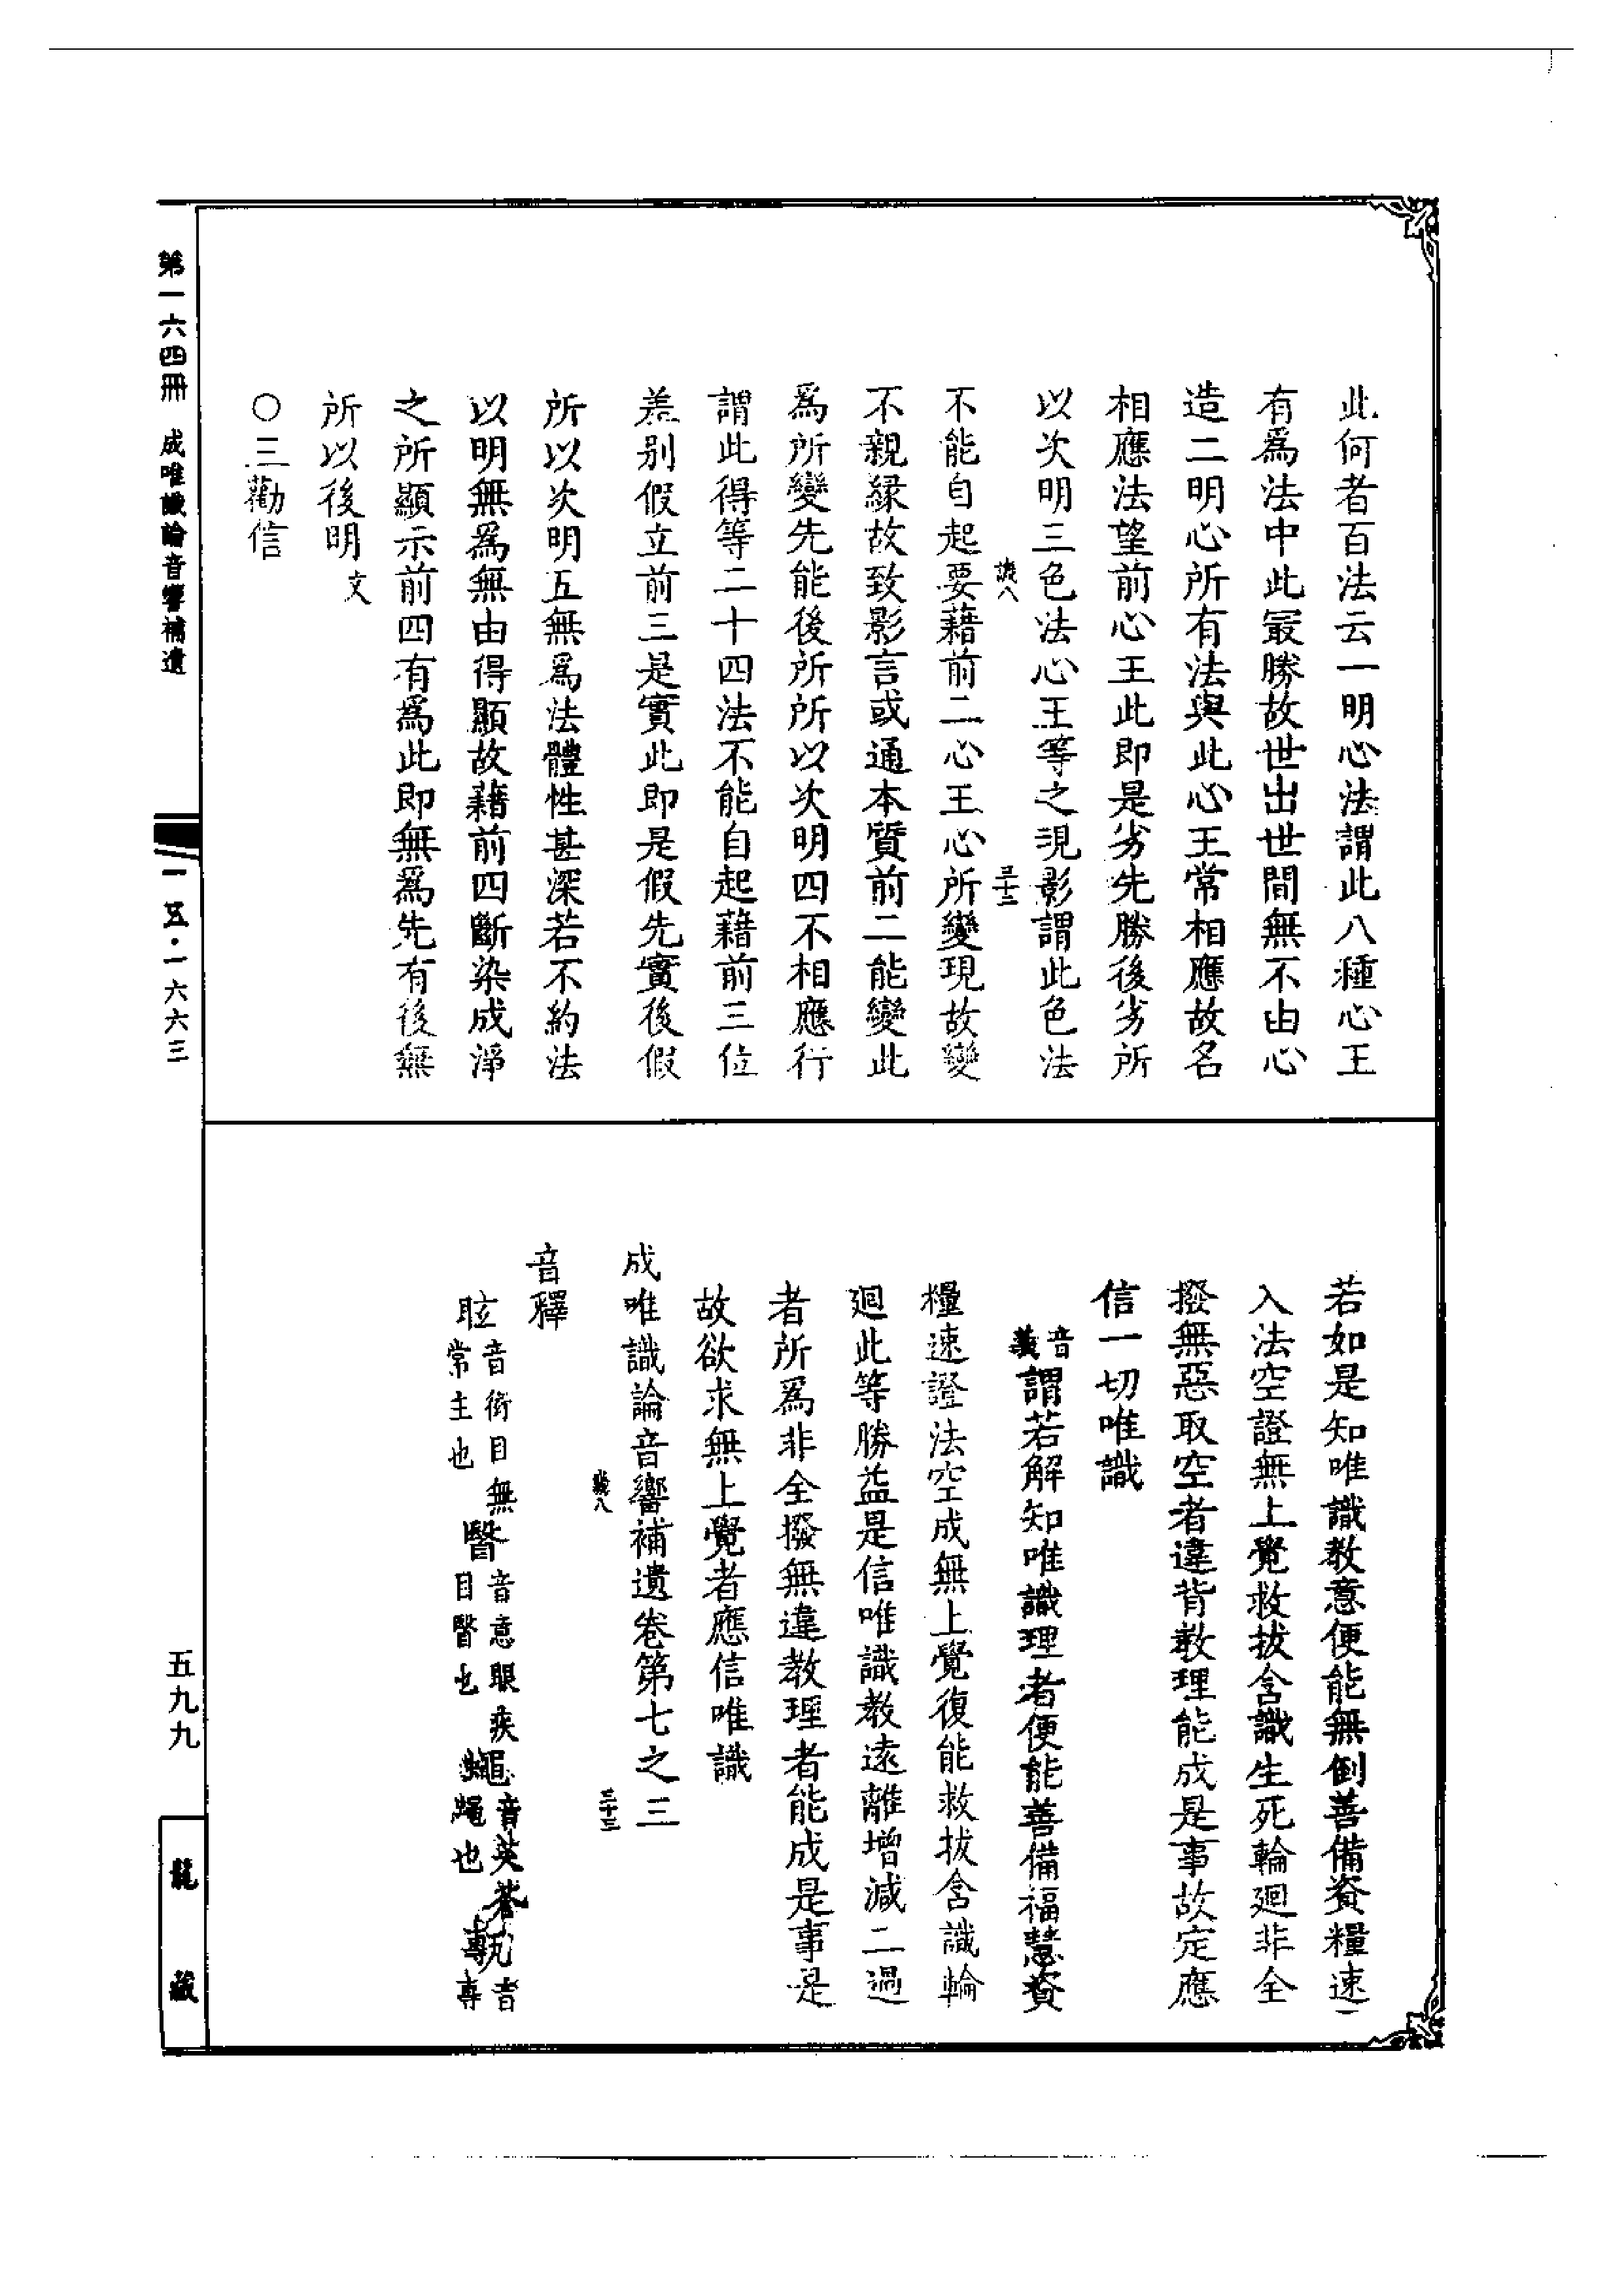 此何者百法云一明心法謂此八種心王
有爲法中此冣勝故世出世間無不由心
造二明心所有法與此心王常相應故名
相應法望前心王此即是劣先勝後劣所
以次明三色法心王等之現影謂此色法
不能自起要藉前二心王心所變現故變
不親緣故致影言或通本質前二能變此
爲所變先能後所所以次明四不相應行
謂此得等二十四法不能自起藉前三位
差別假立前三是實此即是假先實後假
所以次明五無爲法體性甚深若不約法
以明無爲無由得顯故藉前四斷染成淨
之所顯示前四有爲此即無爲先有後無
所以後明文
○三勸信
若如是知唯識教意便能無倒善備資糧速
入法空證無上覺救拔含識生死輪迴非全
撥無惡取空者違背教理能成是事故定應
信一切唯識
音義謂若解知唯識理者便能善備福慧資
糧速證法空成無上覺復能救拔含識輪
迴此等勝益是信唯識教遠離增減二過
者所爲非全撥無違教理者能成是事是
故欲求無上覺者應信唯識
成唯識論音響補遺卷第七之三
音釋
眩音衒目無常主也 瞖音意眼疾目瞖也 音英蒼蠅也
三十三
三十三
第一六四冊 成唯識論音響補遺
一五·一六六三
五九九
龍藏